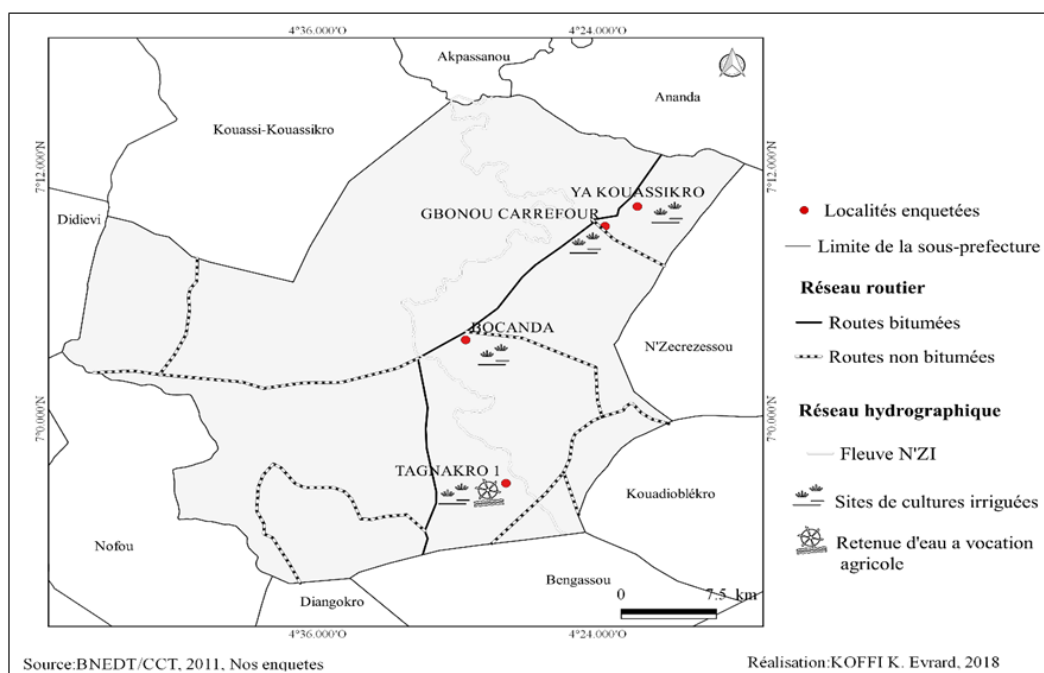 4°36.000'O
4°24.000'O
Akpassanou
Ananda
Kouassi-Kouassikro
7°12.000'N
7°12.000'N
YA KOUASSIKRO
GBONOU CARREFOUR
Didievi
BOCANDA
N'Zecrezessou
7°0.000'N
7°0.000'N
TAGNAKRO 1
Kouadioblékro
Nofou
Bengassou
Diangokro
0
7.5 km
4°36.000'O
4°24.000'O
Localités enquetées
Limite de la sous-prefecture
Réseau routier
Routes bitumées
Routes non bitumées
Réseau hydrographique
Fleuve N'ZI
Sites de cultures irriguées
Retenue d'eau a vocation
agricole
Source:BNEDT/CCT, 2011, Nos enquetes
Réalisation:KOFFI K. Evrard, 2018